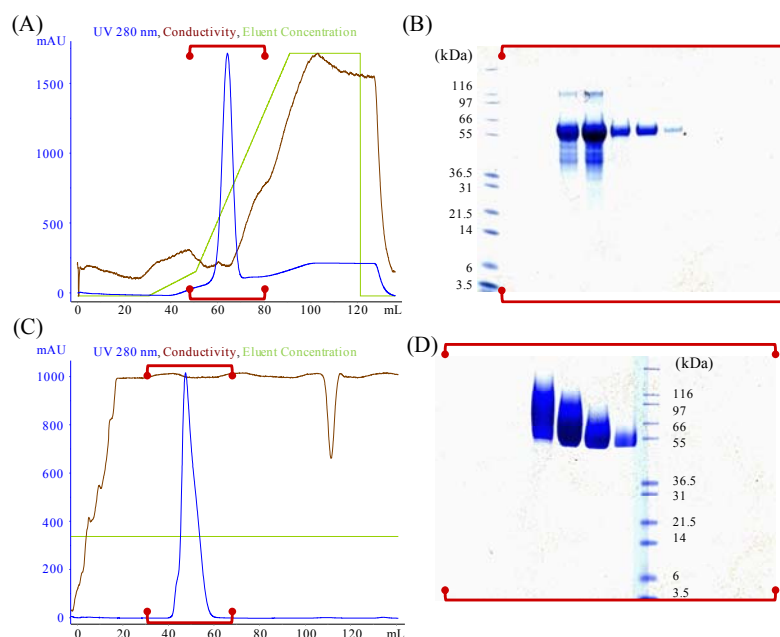 (A)
UV 280 nm, Conductivity, Eluent Concentration
mAU
1500
1000
500
0
0 20 40 60 80 100 120 mL
(B)
(kDa)
116
97
66
55
36.5
31
21.5
14
6
3.5
(C)
UV 280 nm, Conductivity, Eluent Concentration
mAU
1000
800
600
400
200
0
0 20 40 60 80 100 120 mL
(D)
(kDa)
116
97
66
55
36.5
31
21.5
14
6
3.5